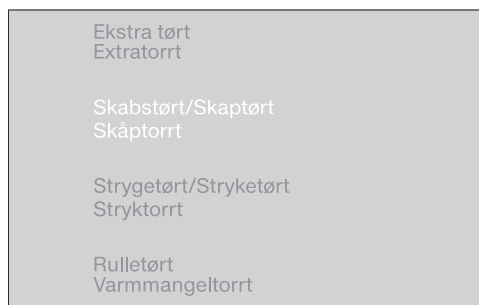 Ekstra tørt
Extratorrt
Skabstørt/Skaptørt
Skåptorrt
Strygetørt/Stryketørt
Stryktorrt
Rulletørt
Varmmangeltorrt